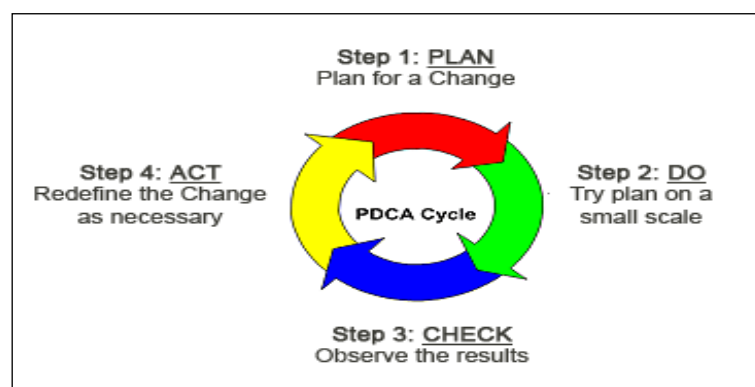 Step 1: PLAN
Plan for a Change
Step 4: ACT
Redefine the Change
as necessary
PDCA Cycle
Step 2: DO
Try plan on a
small scale
Step 3: CHECK
Observe the results